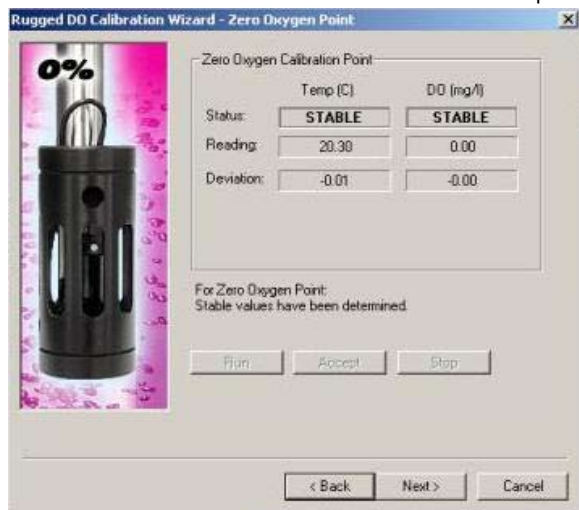 Rugged DO Calibration Wizard - Zero Oxygen Point
0%
Zero Oxygen Calibration Point
Temp (C) DO (mg/l)
Status: STABLE STABLE
Reading: 20.30 0.00
Deviation: -0.01 -0.00
For Zero Oxygen Point:
Stable values have been determined.
Run Accept Stop
< Back Next > Cancel